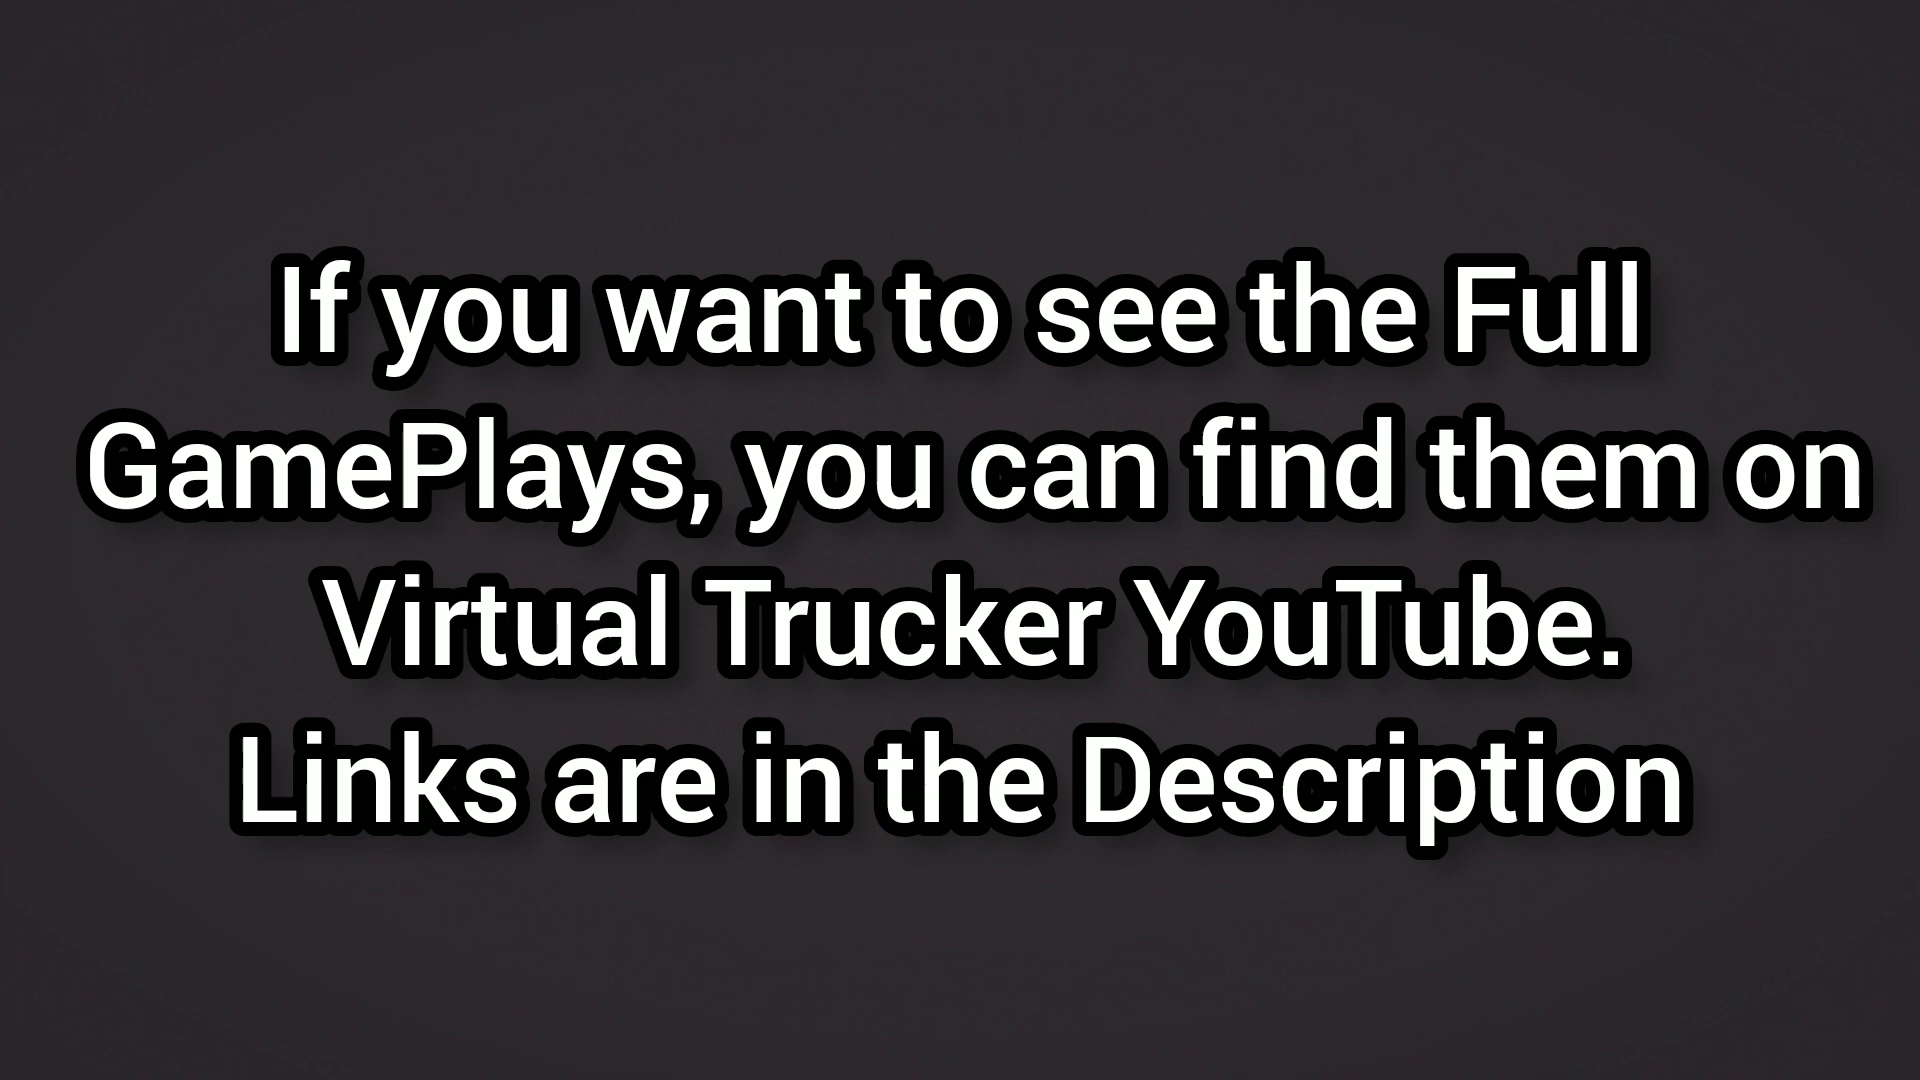 If you want to see the Full
GamePlays, you can find them on
Virtual Trucker YouTube.
Links are in the Description